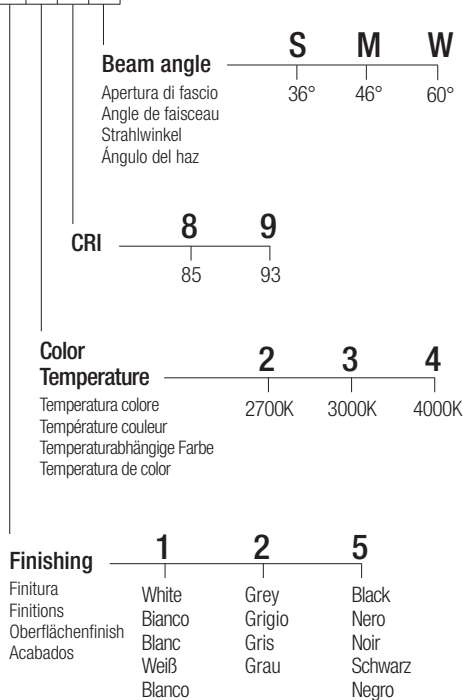 Beam angle
Apertura di fascio
Angle de faisceau
Strahlwinkel
Ángulo del haz
S M W
36° 46° 60°
CRI
8 9
85 93
Color
Temperature
Temperatura colore
Température couleur
Temperaturabhängige Farbe
Temperatura de color
2 3 4
2700K 3000K 4000K
Finishing
Finitura
Finitions
Oberflächenfinish
Acabados
1 2 5
White Grey Black
Bianco Grigio Nero
Blanc Gris Noir
Weiß Grau Schwarz
Blanco Negro